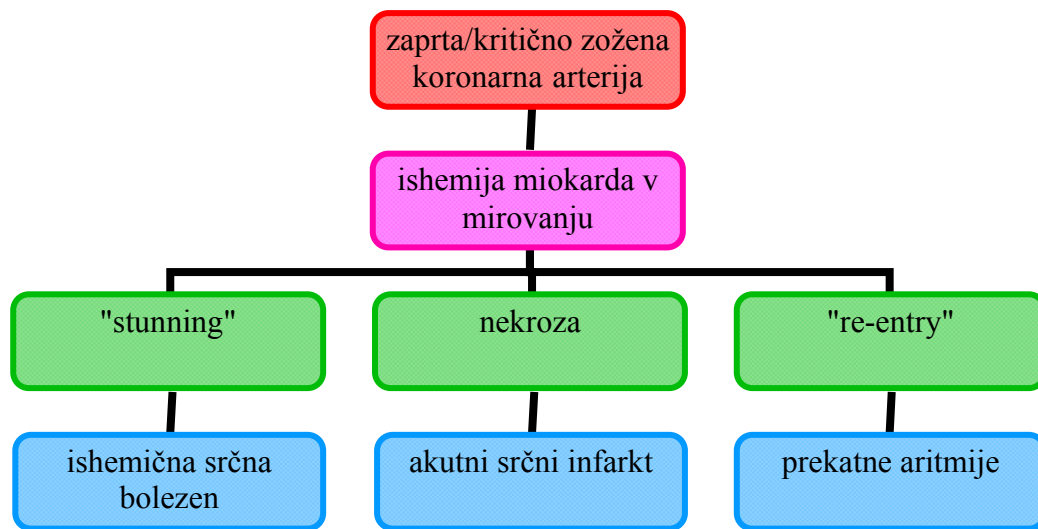 zaprta/kritično zožena
koronarna arterija
ishemija miokarda v
mirovanju
"stunning"
nekroza
"re-entry"
ishemična srčna
bolezen
akutni srčni infarkt
prekatne aritmije